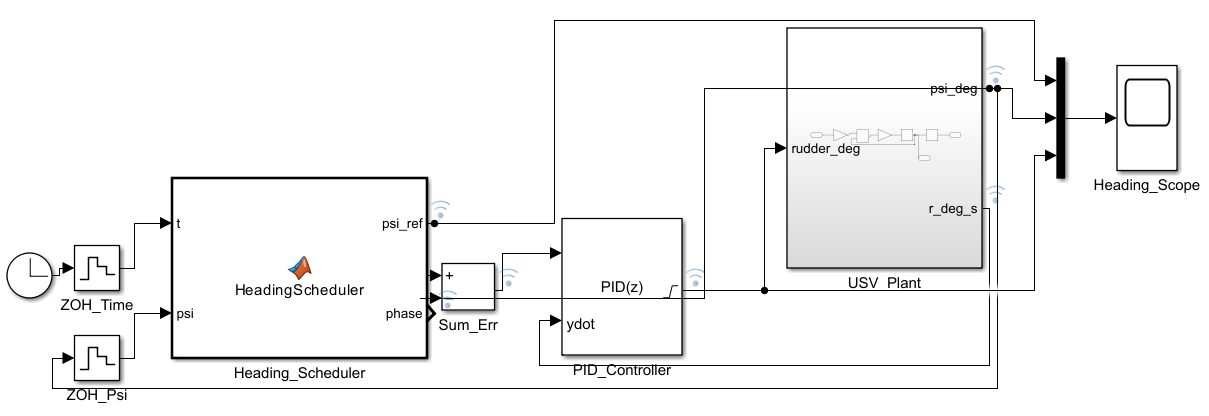 psi_deg
rudder_deg
r_deg_s
USV_Plant
Heading_Scope
t
psi_ref
HeadingScheduler
psi
phase
Heading_Scheduler
ZOH_Time
ZOH_Psi
+
Sum_Err
PID(z)
ydot
PID_Controller